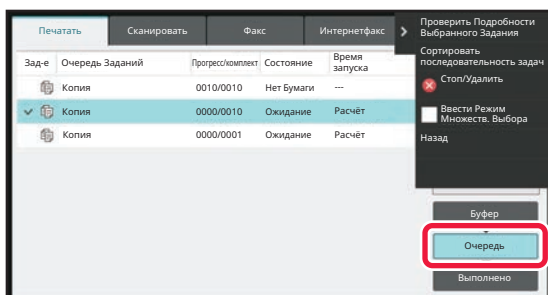 Печатать Сканировать Факс Интернетфакс
Зад-е Очередь Заданий Прогресс/комплект Состояние Время запуска
Копия 0010/0010 Нет Бумаги ---
Копия 0000/0010 Ожидание Расчёт
Копия 0000/0001 Ожидание Расчёт
Проверить Подробности
Выбранного Задания
Сортировать
последовательность задач
Стоп/Удалить
Ввести Режим
Множеств. Выбора
Назад
Буфер
Очередь
Выполнено